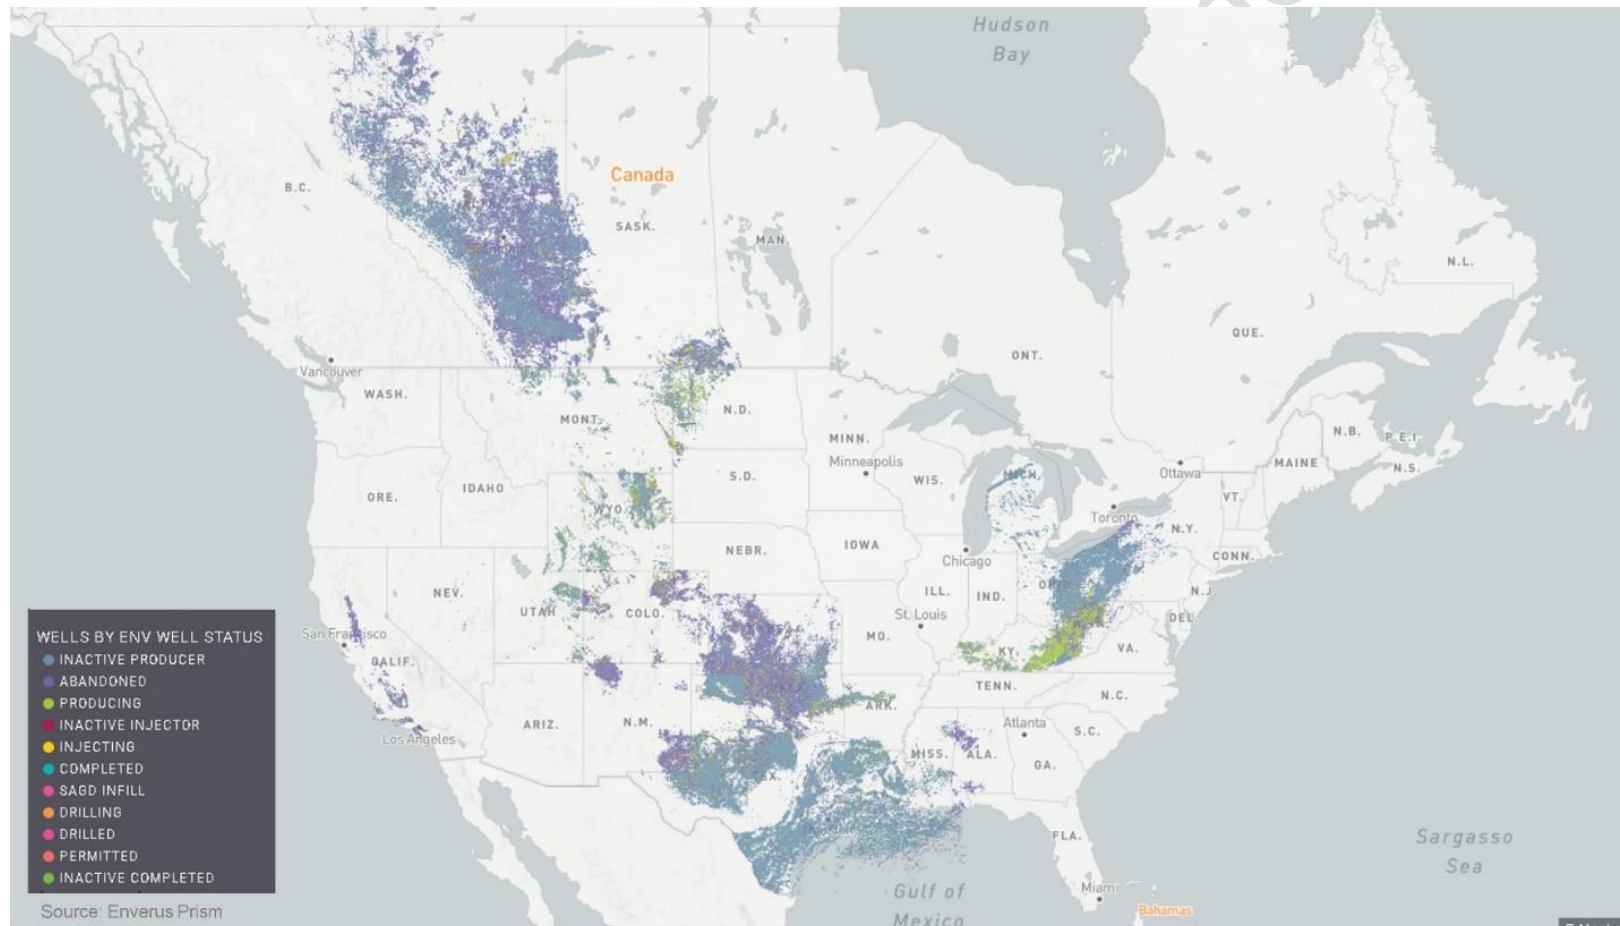 Hudson
Bay
Canada
B.C.
SASK.
MAN.
N.L.
QUE.
ONT.
Vancouver
WASH.
MONT.
N.D.
MINN.
Minneapolis
N.B.
P.E.I.
MAINE
N.S.
Ottawa
ORE.
IDAHO
S.D.
WIS.
MICH.
VT.
WYO.
Toronto
N.Y.
NEBR.
IOWA
Chicago
CONN.
NEV.
UTAH
COLO.
ILL.
IND.
N.J.
St. Louis
DEL.
San Francisco
MO.
KY.
VA.
CALIF.
TENN.
N.C.
ARIZ.
N.M.
ARK.
Los Angeles
Atlanta
S.C.
MISS.
ALA.
GA.
FLA.
Sargasso
Sea
Gulf of
Mexico
Miami
Bahamas
WELLS BY ENV WELL STATUS
INACTIVE PRODUCER
ABANDONED
PRODUCING
INACTIVE INJECTOR
INJECTING
COMPLETED
SAGD INFILL
DRILLING
DRILLED
PERMITTED
INACTIVE COMPLETED
Source: Enverus Prism